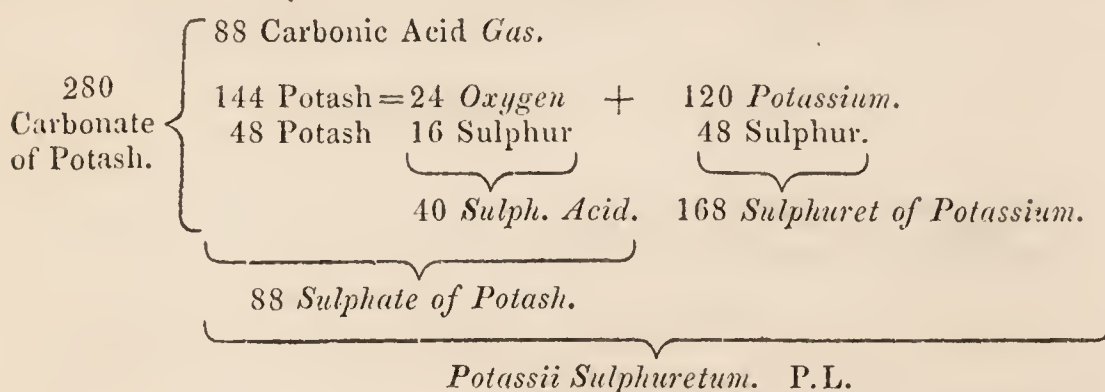 88 Carbonic Acid Gas.
280 Carbonate of Potash.
144 Potash = 24 Oxygen + 120 Potassium.
48 Potash 16 Sulphur 48 Sulphur.
40 Sulph. Acid. 168 Sulphuret of Potassium.
88 Sulphate of Potash.
Potassii Sulphuretum. P.L.